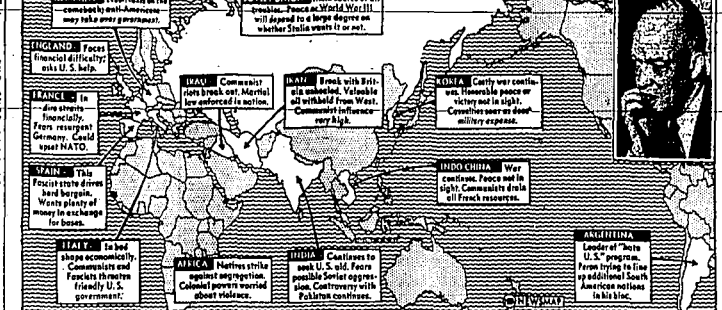 comeback; anti-Americans
may take over government.
troubles. Peace or World War III
will depend to a large degree on
whether Stalin wants it or not.
ENGLAND - Faces
financial difficulty;
asks U. S. help.
IRAQ Communist
riots break out. Martial
law enforced in nation.
IRAN Break with Brit-
ain unhealed. Valuable
oil withheld from West.
Communist influence
very high.
KOREA Costly war contin-
ues. Honorable peace or
victory not in sight.
Casualties soar as does
military expense.
FRANCE - In
dire straits
financially.
Fears resurgent
Germany. Could
upset NATO.
SPAIN - This
Fascist state drives
hard bargain.
Wants plenty of
money in exchange
for bases.
INDO CHINA War
continues. Peace not in
sight. Communists drain
all French resources.
ITALY - In bad
shape economically.
Communists and
Fascists threaten
friendly U. S.
government.
AFRICA Natives strike
against segregation.
Colonial powers worried
about violence.
INDIA Continues to
seek U. S. aid. Fears
possible Soviet aggres-
sion. Controversy with
Pakistan continues.
ARGENTINA
Leader of "hate
U. S." program.
Peron trying to line
up additional South
American nations
in his bloc.
NEWSMAP